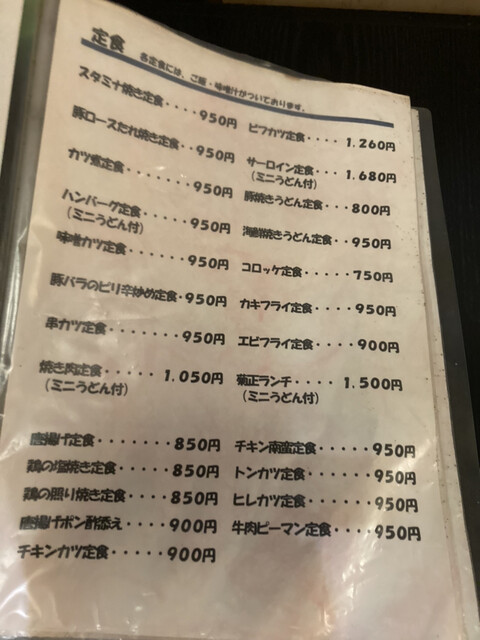 定食
各定食には、ご飯・味噌汁がついております。
スタミナ焼き定食・・・・950円
豚ロースたれ焼き定食・・950円
カツ煮定食・・・・・・950円
ハンバーグ定食・・・・・950円
（ミニうどん付）
味噌カツ定食・・・・・950円
豚バラのピリ辛炒め定食・950円
串カツ定食・・・・・・950円
焼き肉定食・・・・・1.050円
（ミニうどん付）
ビフカツ定食・・・・1.260円
サーロイン定食・・・1.680円
（ミニうどん付）
豚焼きうどん定食・・・800円
海鮮焼きうどん定食・・950円
コロッケ定食・・・・・750円
カキフライ定食・・・・950円
エビフライ定食・・・・900円
菊正ランチ・・・・1.500円
（ミニうどん付）
唐揚げ定食・・・・・・・850円
鶏の塩焼き定食・・・・・850円
鶏の照り焼き定食・・・・850円
唐揚げポン酢添え・・・・900円
チキンカツ定食・・・・・900円
チキン南蛮定食・・・・・950円
トンカツ定食・・・・・・950円
ヒレカツ定食・・・・・・950円
牛肉ピーマン定食・・・・950円